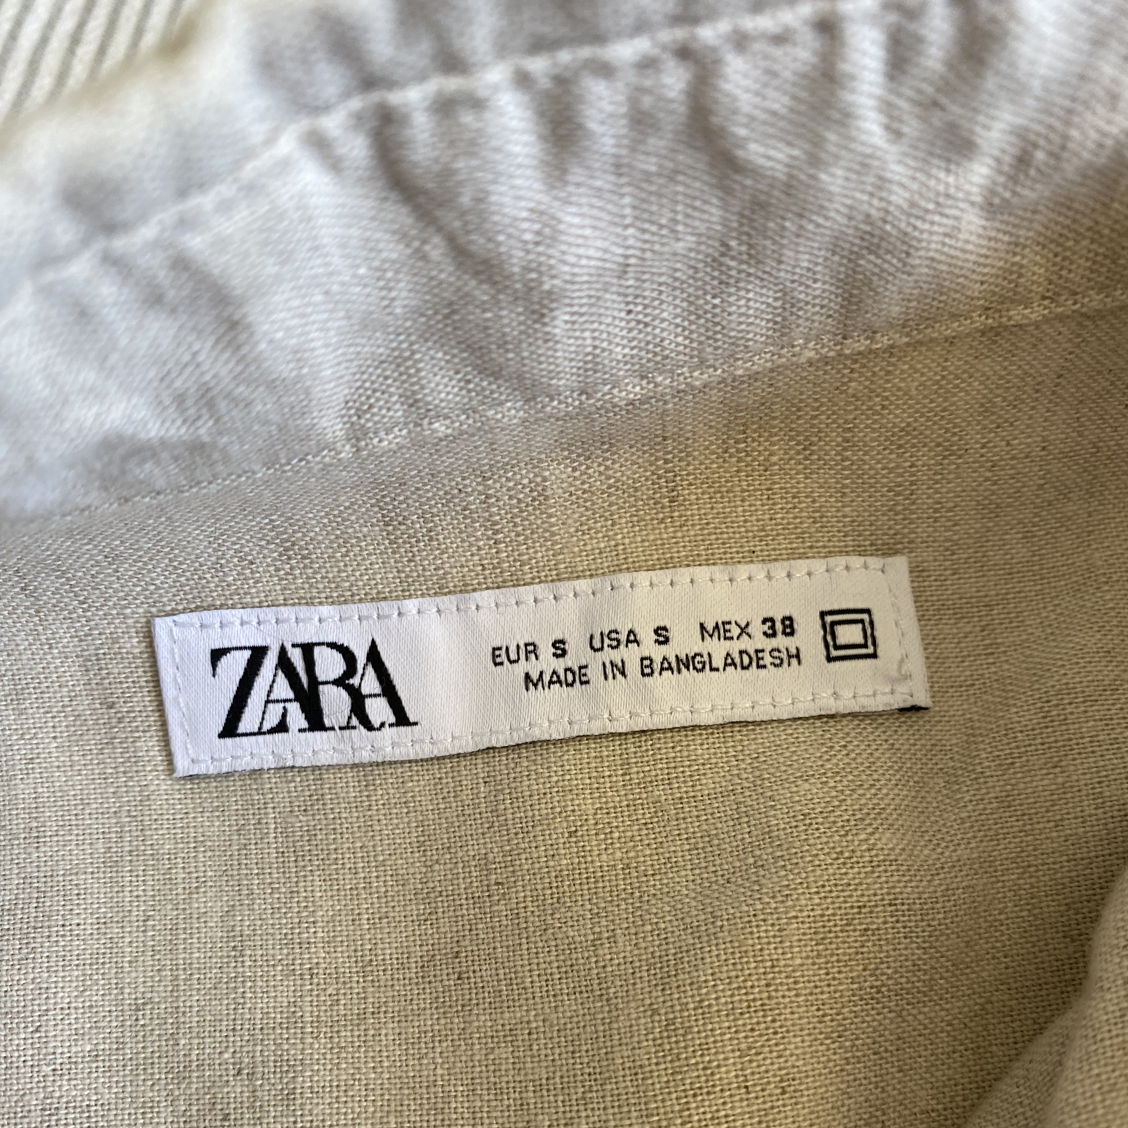 ZARA
EUR S USA S MEX 38
MADE IN BANGLADESH